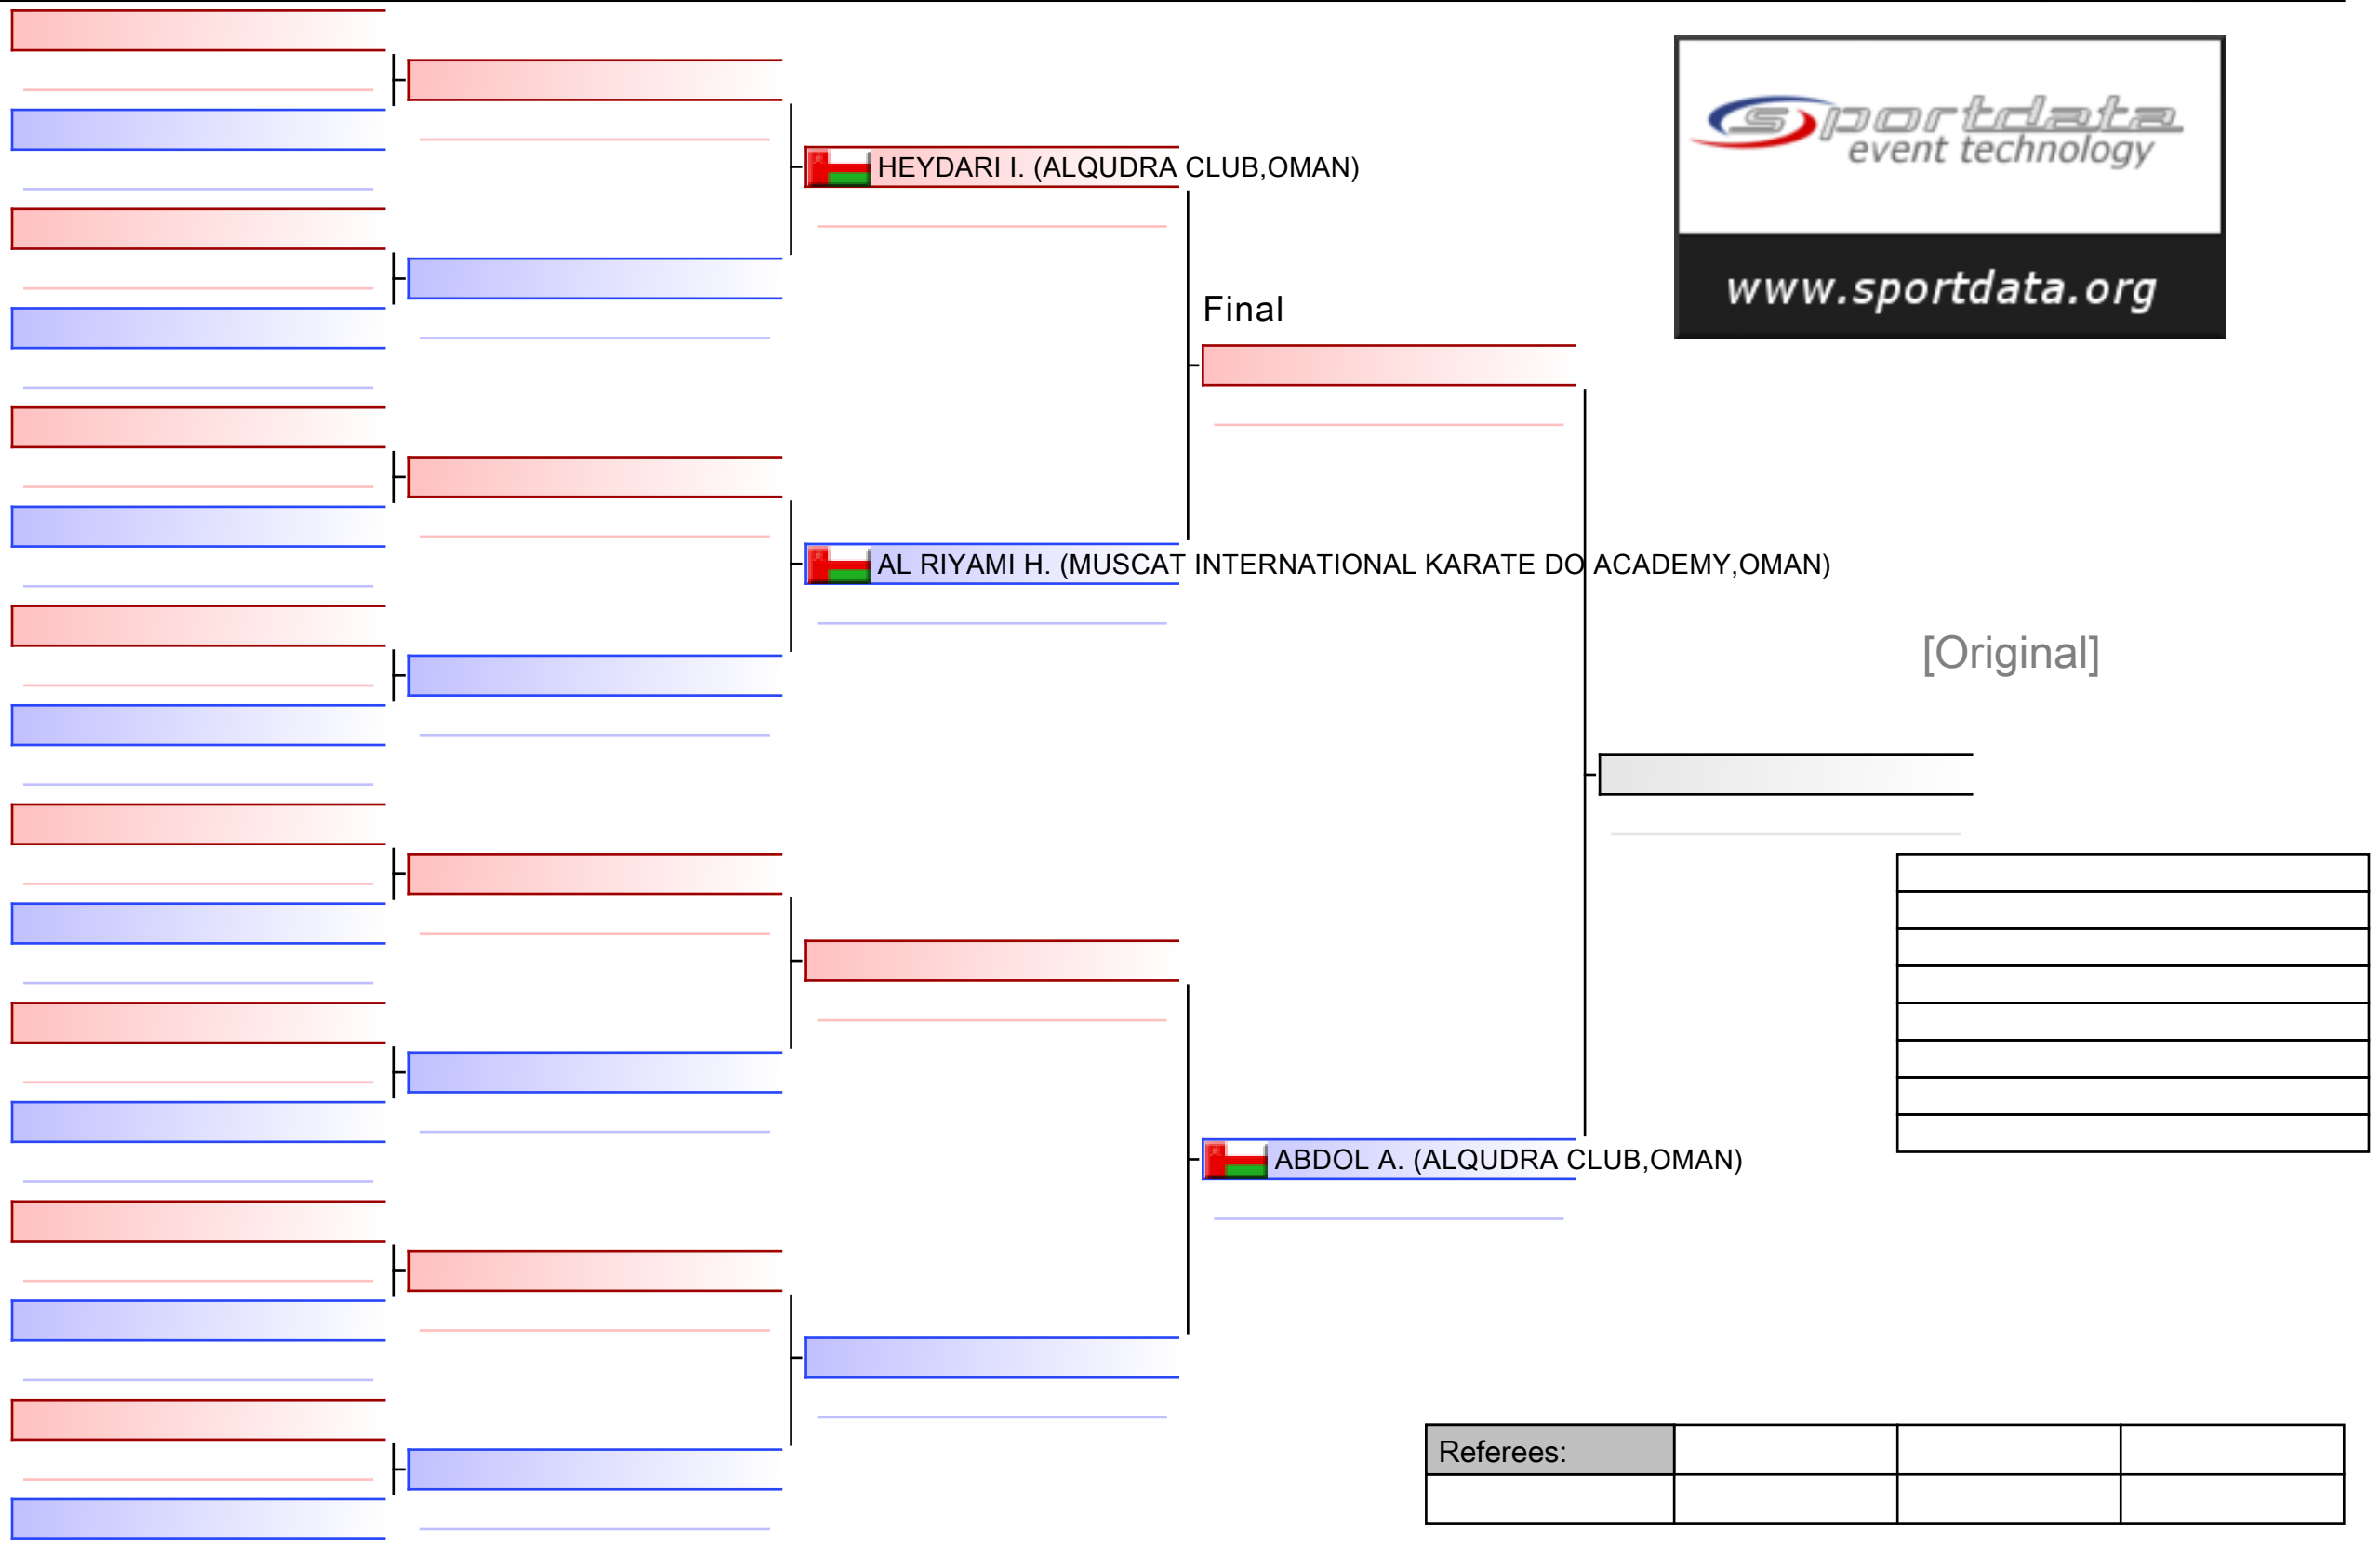 sportdata
event technology
www.sportdata.org
HEYDARI I. (ALQUDRA CLUB,OMAN)
Final
AL RIYAMI H. (MUSCAT INTERNATIONAL KARATE DO ACADEMY,OMAN)
[Original]
ABDOL A. (ALQUDRA CLUB,OMAN)
Referees: